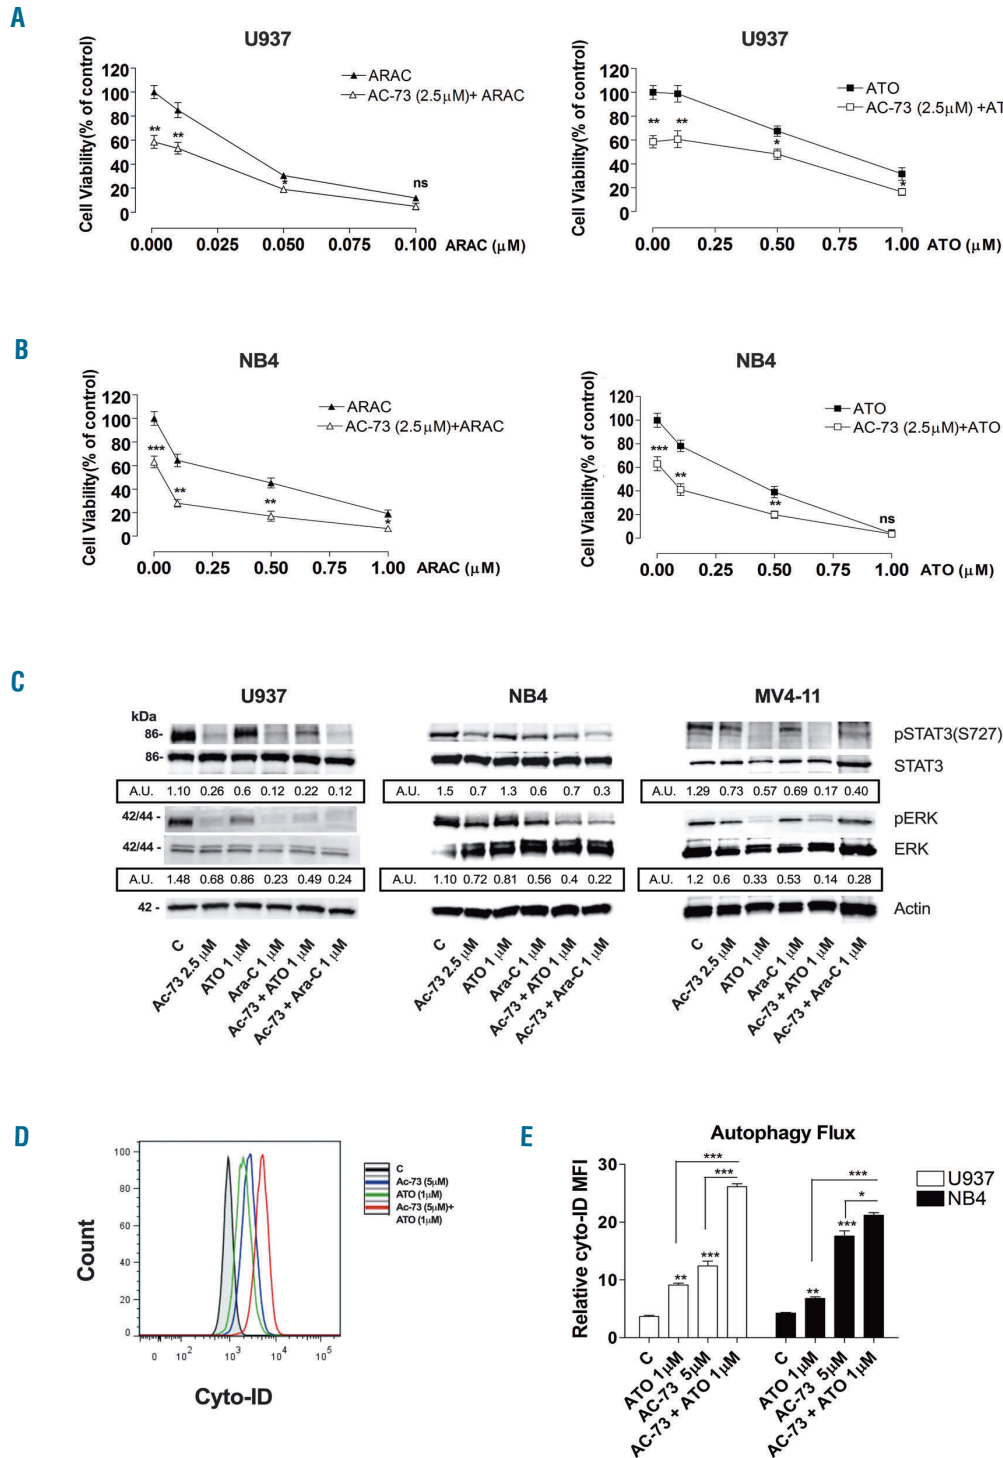 A
U937
Cell Viability(% of control)
120
100
80
60
40
20
0
ARAC
AC-73 (2.5μM)+ ARAC
**
**
*
ns
0.000 0.025 0.050 0.075 0.100 ARAC (μM)
U937
Cell Viability(% of control)
120
100
80
60
40
20
0
ATO
AC-73 (2.5μM) +AT
**
**
*
*
0.00 0.25 0.50 0.75 1.00 ATO (μM)
B
NB4
Cell Viability(% of control)
120
100
80
60
40
20
0
ARAC
AC-73 (2.5μM)+ARAC
***
**
**
*
0.00 0.25 0.50 0.75 1.00 ARAC (μM)
NB4
Cell Viability(% of control)
120
100
80
60
40
20
0
ATO
AC-73 (2.5μM)+ATO
***
**
**
ns
0.00 0.25 0.50 0.75 1.00 ATO (μM)
C
U937 NB4 MV4-11
kDa
86- pSTAT3(S727)
86- STAT3
A.U. 1.10 0.26 0.6 0.12 0.22 0.12
A.U. 1.5 0.7 1.3 0.6 0.7 0.3
A.U. 1.29 0.73 0.57 0.69 0.17 0.40
42/44 - pERK
42/44 - ERK
A.U. 1.48 0.68 0.86 0.23 0.49 0.24
A.U. 1.10 0.72 0.81 0.56 0.4 0.22
A.U. 1.2 0.6 0.33 0.53 0.14 0.28
42 - Actin
C
Ac-73 2.5 μM
ATO 1 μM
Ara-C 1 μM
Ac-73 + ATO 1 μM
Ac-73 + Ara-C 1 μM
C
Ac-73 2.5 μM
ATO 1 μM
Ara-C 1 μM
Ac-73 + ATO 1 μM
Ac-73 + Ara-C 1 μM
C
Ac-73 2.5 μM
ATO 1 μM
Ara-C 1 μM
Ac-73 + ATO 1 μM
Ac-73 + Ara-C 1 μM
D
Count
100
80
60
40
20
0
0 10^2 10^3 10^4 10^5
Cyto-ID
C
Ac-73 (5μM)
ATO (1μM)
Ac-73 (5μM)+
ATO (1μM)
E
Autophagy Flux
Relative cyto-ID MFI
30
20
10
0
U937
NB4
***
***
**
***
***
*
***
**
C
ATO 1μM
AC-73 5μM
AC-73 + ATO 1μM
C
ATO 1μM
AC-73 5μM
AC-73 + ATO 1μM